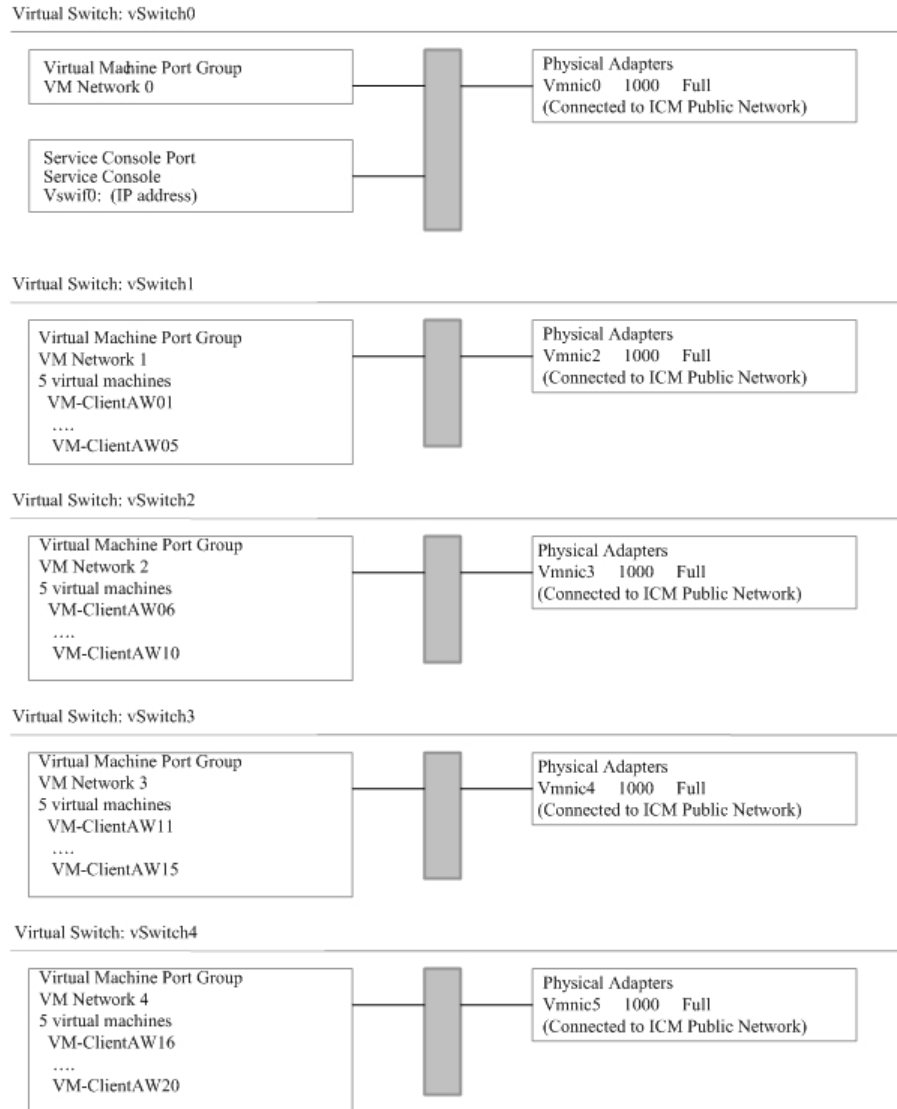 Virtual Switch: vSwitch0
Virtual Machine Port Group
VM Network 0
Service Console Port
Service Console
Vswif0: (IP address)
Physical Adapters
Vmnic0 1000 Full
(Connected to ICM Public Network)
Virtual Switch: vSwitch1
Virtual Machine Port Group
VM Network 1
5 virtual machines
VM-ClientAW01
....
VM-ClientAW05
Physical Adapters
Vmnic2 1000 Full
(Connected to ICM Public Network)
Virtual Switch: vSwitch2
Virtual Machine Port Group
VM Network 2
5 virtual machines
VM-ClientAW06
....
VM-ClientAW10
Physical Adapters
Vmnic3 1000 Full
(Connected to ICM Public Network)
Virtual Switch: vSwitch3
Virtual Machine Port Group
VM Network 3
5 virtual machines
VM-ClientAW11
....
VM-ClientAW15
Physical Adapters
Vmnic4 1000 Full
(Connected to ICM Public Network)
Virtual Switch: vSwitch4
Virtual Machine Port Group
VM Network 4
5 virtual machines
VM-ClientAW16
....
VM-ClientAW20
Physical Adapters
Vmnic5 1000 Full
(Connected to ICM Public Network)